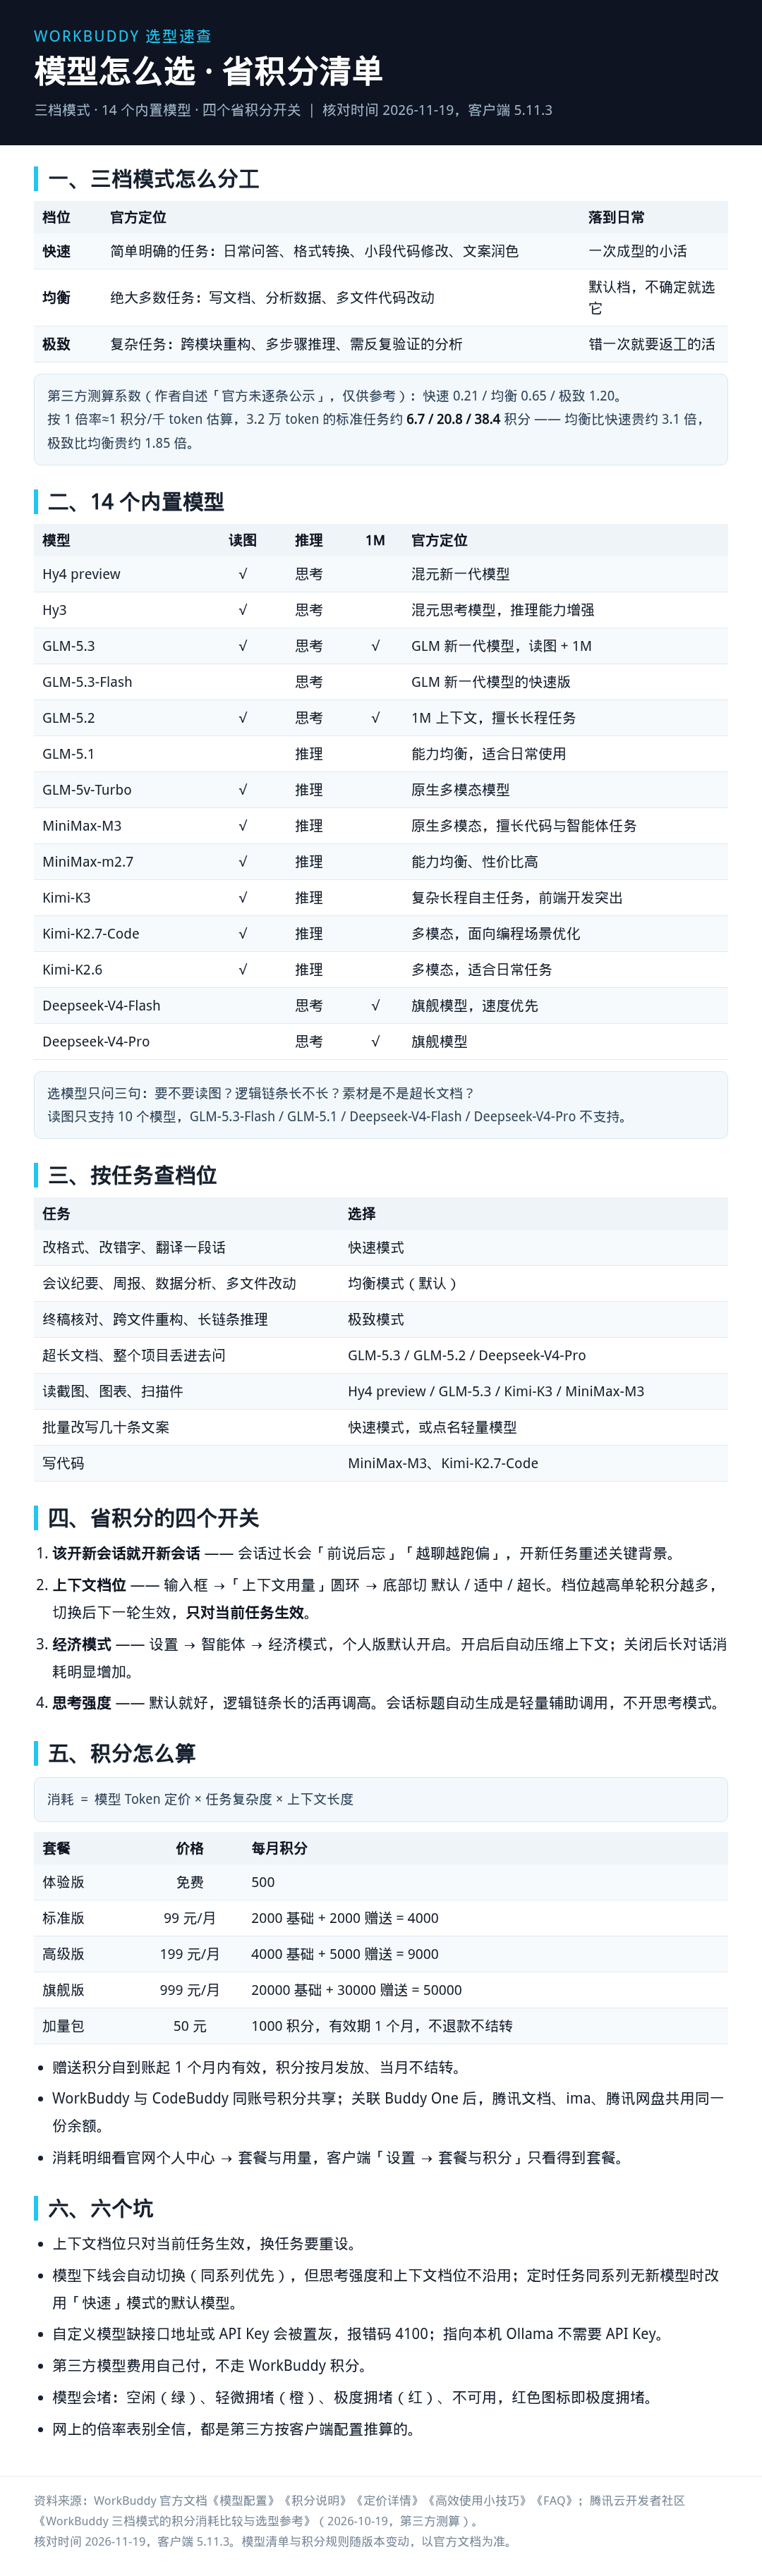 WORKBUDDY 选型速查
模型怎么选 · 省积分清单
三档模式 · 14 个内置模型 · 四个省积分开关 ｜ 核对时间 2026-11-19，客户端 5.11.3
一、三档模式怎么分工
档位 官方定位 落到日常
快速 简单明确的任务：日常问答、格式转换、小段代码修改、文案润色 一次成型的小活
均衡 绝大多数任务：写文档、分析数据、多文件代码改动 默认档，不确定就选
它
极致 复杂任务：跨模块重构、多步骤推理、需反复验证的分析 错一次就要返工的活
第三方测算系数（作者自述「官方未逐条公示」，仅供参考）：快速 0.21 / 均衡 0.65 / 极致 1.20。
按 1 倍率≈1 积分/千 token 估算，3.2 万 token 的标准任务约 6.7 / 20.8 / 38.4 积分 —— 均衡比快速贵约 3.1 倍，
极致比均衡贵约 1.85 倍。
二、14 个内置模型
模型 读图 推理 1M 官方定位
Hy4 preview √ 思考 混元新一代模型
Hy3 √ 思考 混元思考模型，推理能力增强
GLM-5.3 √ 思考 √ GLM 新一代模型，读图 + 1M
GLM-5.3-Flash 思考 GLM 新一代模型的快速版
GLM-5.2 √ 思考 √ 1M 上下文，擅长长程任务
GLM-5.1 推理 能力均衡，适合日常使用
GLM-5v-Turbo √ 推理 原生多模态模型
MiniMax-M3 √ 推理 原生多模态，擅长代码与智能体任务
MiniMax-m2.7 √ 推理 能力均衡、性价比高
Kimi-K3 √ 推理 复杂长程自主任务，前端开发突出
Kimi-K2.7-Code √ 推理 多模态，面向编程场景优化
Kimi-K2.6 √ 推理 多模态，适合日常任务
Deepseek-V4-Flash 思考 √ 旗舰模型，速度优先
Deepseek-V4-Pro 思考 √ 旗舰模型
选模型只问三句：要不要读图？逻辑链条长不长？素材是不是超长文档？
读图只支持 10 个模型，GLM-5.3-Flash / GLM-5.1 / Deepseek-V4-Flash / Deepseek-V4-Pro 不支持。
三、按任务查档位
任务 选择
改格式、改错字、翻译一段话 快速模式
会议纪要、周报、数据分析、多文件改动 均衡模式（默认）
终稿核对、跨文件重构、长链条推理 极致模式
超长文档、整个项目丢进去问 GLM-5.3 / GLM-5.2 / Deepseek-V4-Pro
读截图、图表、扫描件 Hy4 preview / GLM-5.3 / Kimi-K3 / MiniMax-M3
批量改写几十条文案 快速模式，或点名轻量模型
写代码 MiniMax-M3、Kimi-K2.7-Code
四、省积分的四个开关
1. 该开新会话就开新会话 —— 会话过长会「前说后忘」「越聊越跑偏」，开新任务重述关键背景。
2. 上下文档位 —— 输入框 →「上下文用量」圆环 → 底部切 默认 / 适中 / 超长。档位越高单轮积分越多，
切换后下一轮生效，只对当前任务生效。
3. 经济模式 —— 设置 → 智能体 → 经济模式，个人版默认开启。开启后自动压缩上下文；关闭后长对话消
耗明显增加。
4. 思考强度 —— 默认就好，逻辑链条长的活再调高。会话标题自动生成是轻量辅助调用，不开思考模式。
五、积分怎么算
消耗 = 模型 Token 定价 × 任务复杂度 × 上下文长度
套餐 价格 每月积分
体验版 免费 500
标准版 99 元/月 2000 基础 + 2000 赠送 = 4000
高级版 199 元/月 4000 基础 + 5000 赠送 = 9000
旗舰版 999 元/月 20000 基础 + 30000 赠送 = 50000
加量包 50 元 1000 积分，有效期 1 个月，不退款不结转
• 赠送积分自到账起 1 个月内有效，积分按月发放、当月不结转。
• WorkBuddy 与 CodeBuddy 同账号积分共享；关联 Buddy One 后，腾讯文档、ima、腾讯网盘共用同一
份余额。
• 消耗明细看官网个人中心 → 套餐与用量，客户端「设置 → 套餐与积分」只看得到套餐。
六、六个坑
• 上下文档位只对当前任务生效，换任务要重设。
• 模型下线会自动切换（同系列优先），但思考强度和上下文档位不沿用；定时任务同系列无新模型时改
用「快速」模式的默认模型。
• 自定义模型缺接口地址或 API Key 会被置灰，报错码 4100；指向本机 Ollama 不需要 API Key。
• 第三方模型费用自己付，不走 WorkBuddy 积分。
• 模型会堵：空闲（绿）、轻微拥堵（橙）、极度拥堵（红）、不可用，红色图标即极度拥堵。
• 网上的倍率表别全信，都是第三方按客户端配置推算的。
资料来源：WorkBuddy 官方文档《模型配置》《积分说明》《定价详情》《高效使用小技巧》《FAQ》；腾讯云开发者社区
《WorkBuddy 三档模式的积分消耗比较与选型参考》（2026-10-19，第三方测算）。
核对时间 2026-11-19，客户端 5.11.3。模型清单与积分规则随版本变动，以官方文档为准。